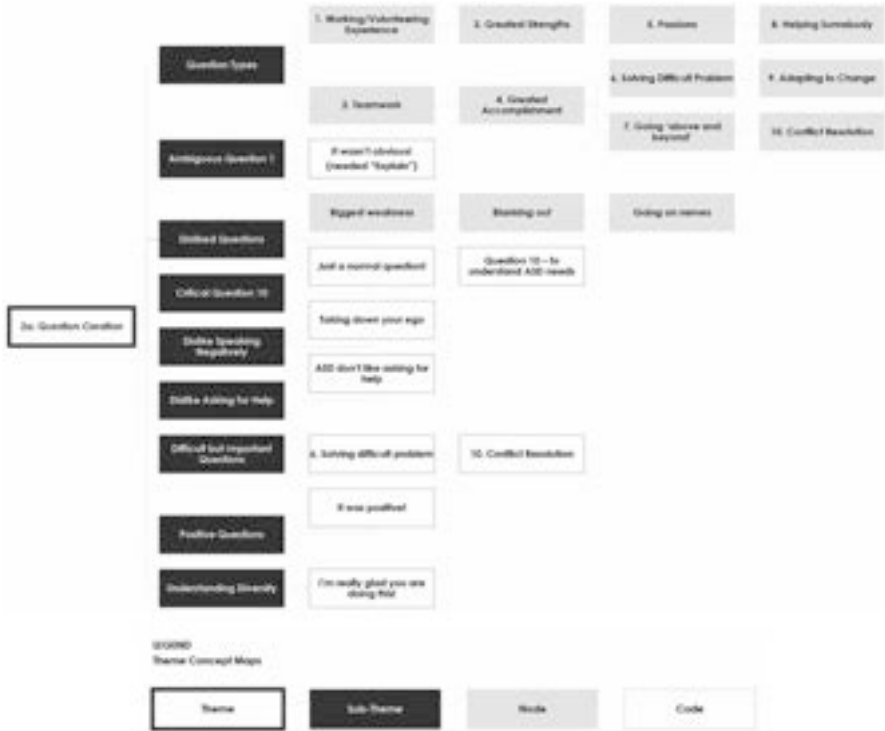 1. Working/Volunteering
Experience
2. Greatest Strengths
5. Passions
8. Helping Somebody
Question Types
6. Solving Difficult Problem
9. Adapting to Change
3. Teamwork
4. Greatest
Accomplishment
7. Going 'above and
beyond'
10. Conflict Resolution
Ambiguous Question 1
It wasn't obvious!
(needed "Explain")
Biggest weakness
Blanking out
Going on nerves
Disliked Questions
Just a normal question!
Question 10 – to
understand ASD needs
Critical Question 10
2a. Question Creation
Taking down your ego
Dislike Speaking
Negatively
ASD don't like asking for
help
Dislike Asking for Help
Difficult but Important
Questions
6. Solving difficult problem
10. Conflict Resolution
It was positive!
Positive Questions
Understanding Diversity
I'm really glad you are
doing this!
LEGEND
Theme Concept Maps
Theme
Sub-Theme
Node
Code